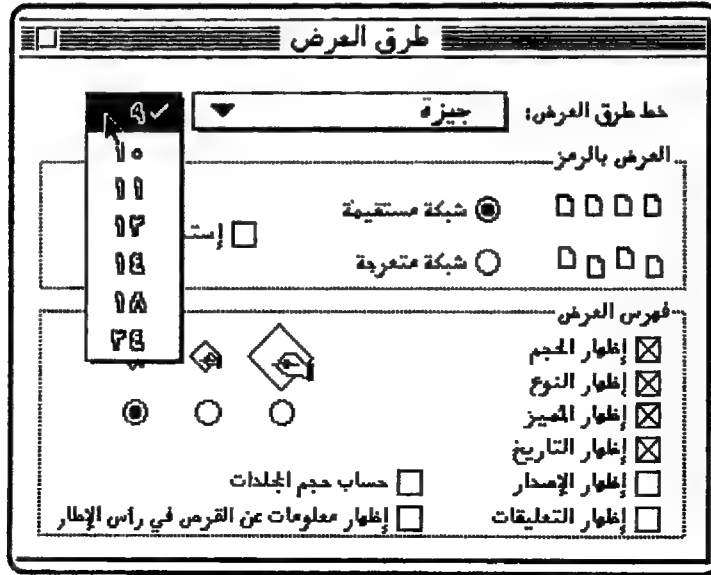 طرق العرض
خط طرق العرض: جيزة
٩
١٠
١١
١٢
١٤
١٨
٢٤
العرض بالرمز
شبكة مستقيمة
إست
شبكة متعرجة
فهرس العرض
إظهار الحجم
إظهار النوع
إظهار المميز
إظهار التاريخ
إظهار الإصدار
حساب حجم المجلدات
إظهار التعليقات
إظهار معلومات عن القرص في رأس الإطار